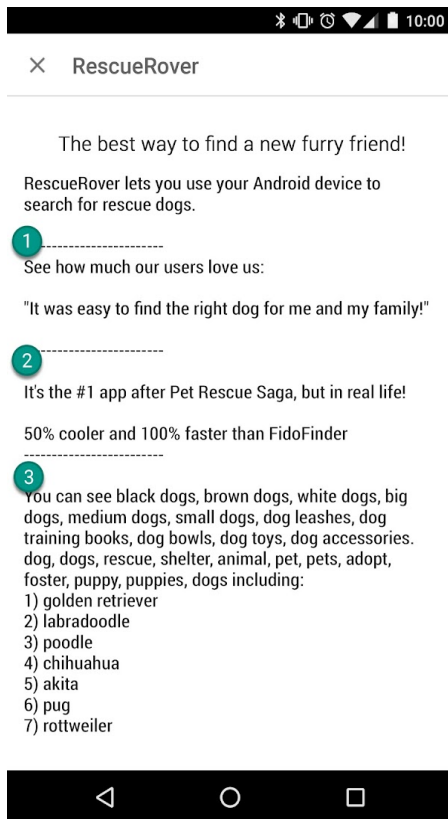 10:00
RescueRover
The best way to find a new furry friend!
RescueRover lets you use your Android device to
search for rescue dogs.
1 ----------------------
See how much our users love us:
"It was easy to find the right dog for me and my family!"
2 ----------------------
It's the #1 app after Pet Rescue Saga, but in real life!
50% cooler and 100% faster than FidoFinder
-------------------------
3
You can see black dogs, brown dogs, white dogs, big
dogs, medium dogs, small dogs, dog leashes, dog
training books, dog bowls, dog toys, dog accessories.
dog, dogs, rescue, shelter, animal, pet, pets, adopt,
foster, puppy, puppies, dogs including:
1) golden retriever
2) labradoodle
3) poodle
4) chihuahua
5) akita
6) pug
7) rottweiler